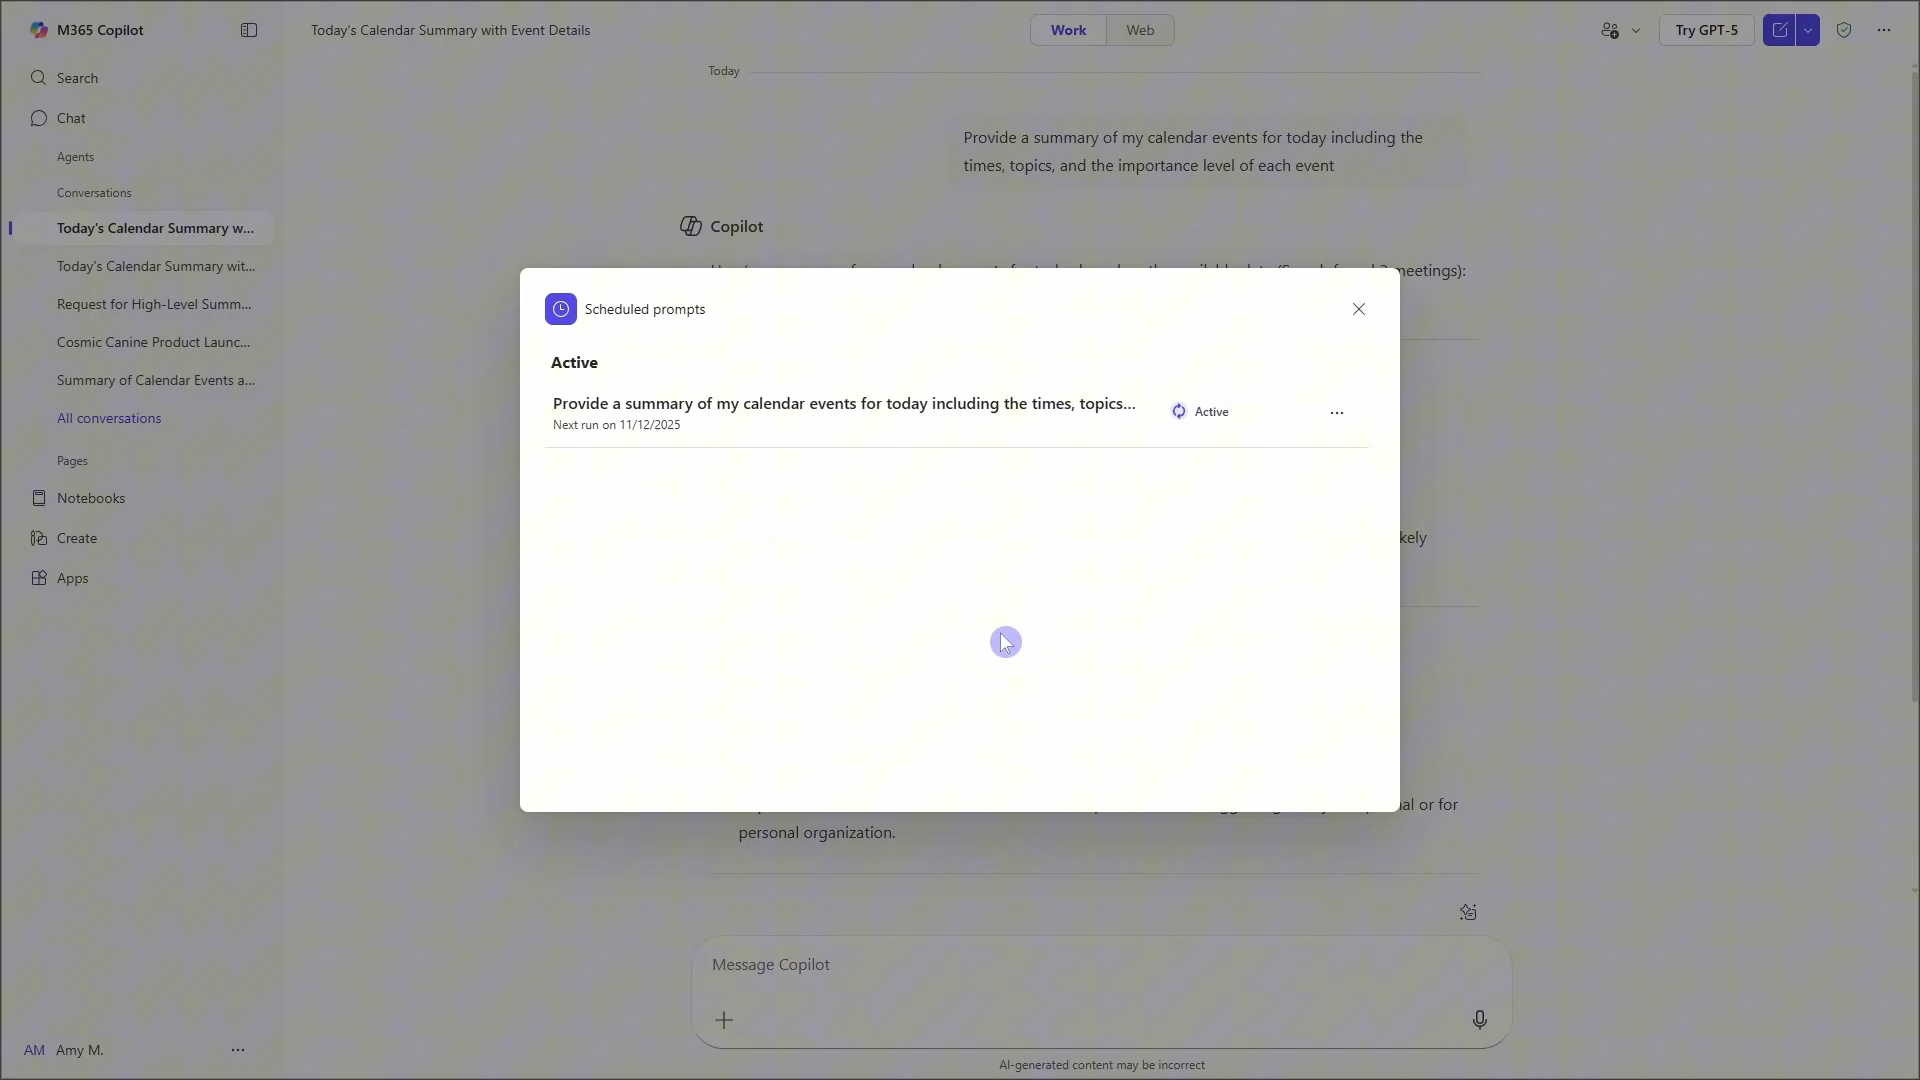 M365 Copilot
Today's Calendar Summary with Event Details
Work
Web
Try GPT-5
Search
Chat
Agents
Conversations
Today's Calendar Summary w...
Today's Calendar Summary wit...
Request for High-Level Summ...
Cosmic Canine Product Launc...
Summary of Calendar Events a...
All conversations
Pages
Notebooks
Create
Apps
AM Amy M.
Today
Provide a summary of my calendar events for today including the
times, topics, and the importance level of each event
Copilot
meetings):
Scheduled prompts
Active
Provide a summary of my calendar events for today including the times, topics...
Next run on 11/12/2025
Active
kely
al or for
personal organization.
Message Copilot
AI-generated content may be incorrect